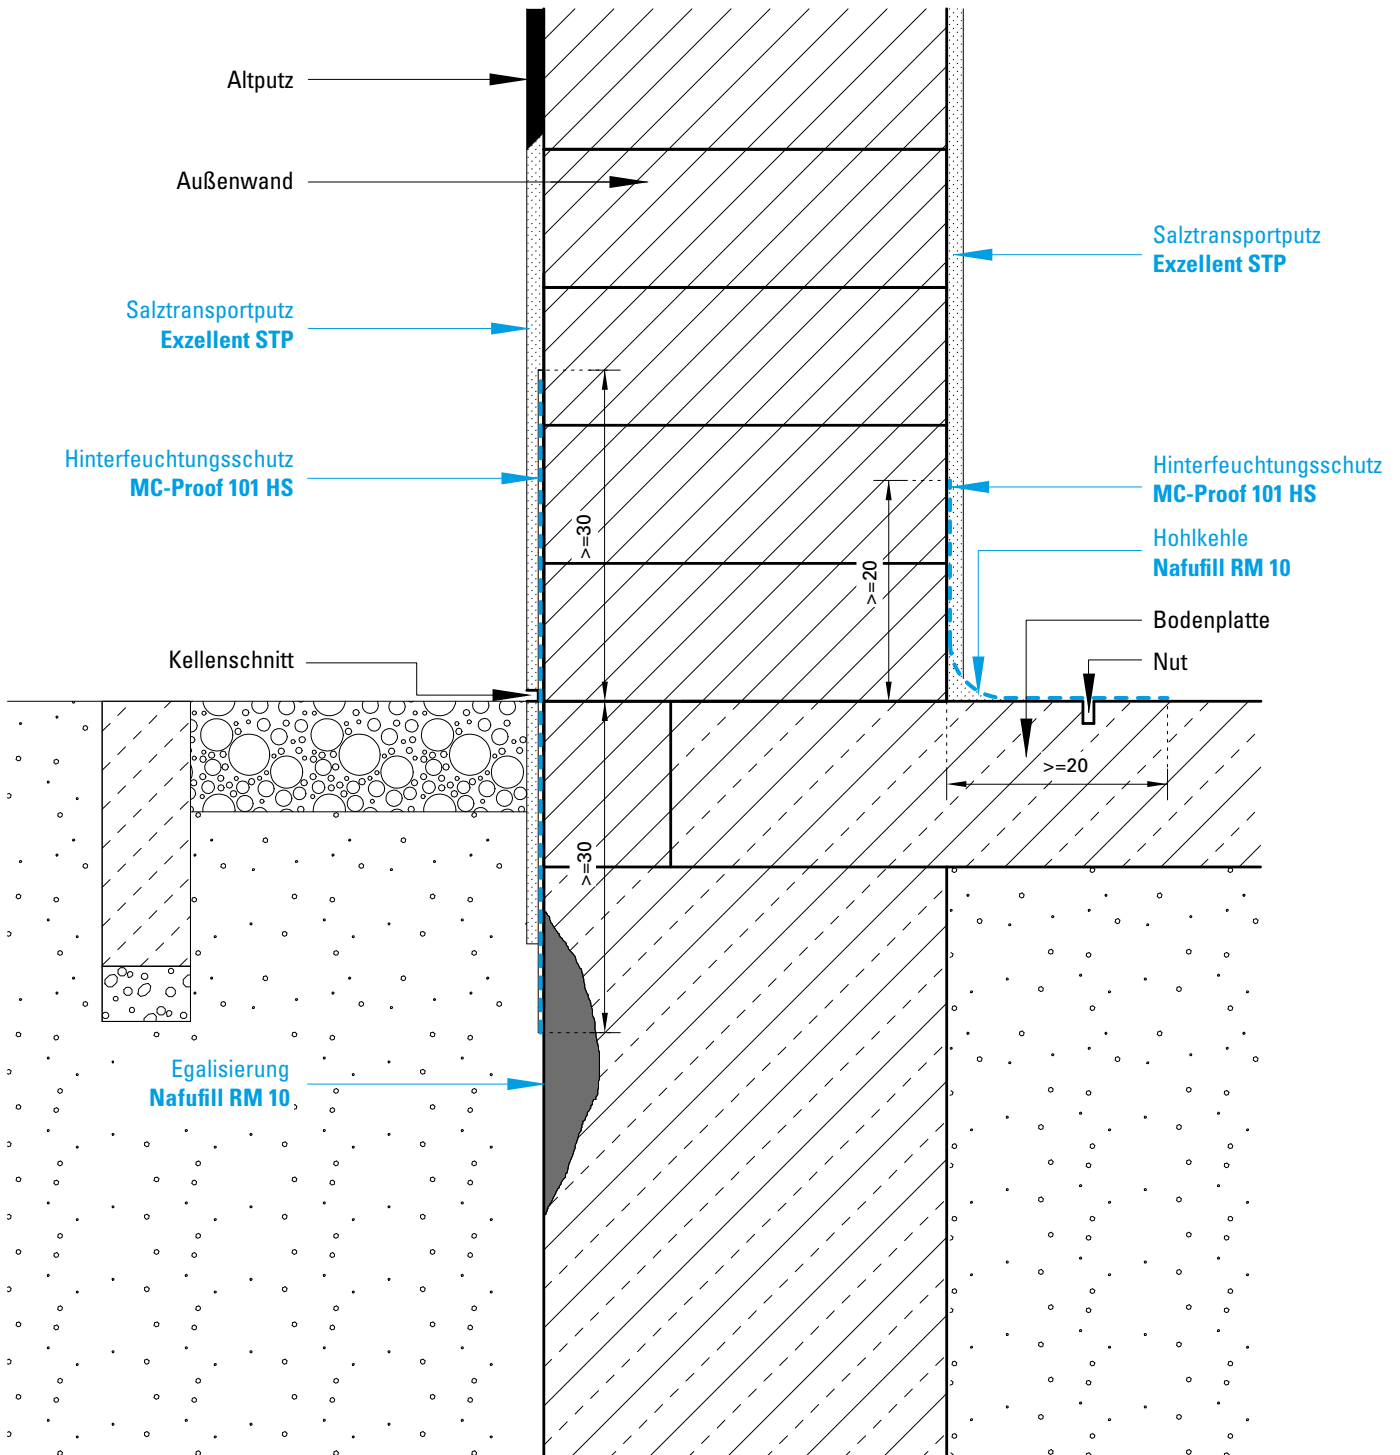 Altputz
Außenwand
Salztransportputz
Exzellent STP
Hinterfeuchtungsschutz
MC-Proof 101 HS
Kellenschnitt
Egalisierung
Nafufill RM 10
>=30
>=30
>=20
>=20
Salztransportputz
Exzellent STP
Hinterfeuchtungsschutz
MC-Proof 101 HS
Hohlkehle
Nafufill RM 10
Bodenplatte
Nut